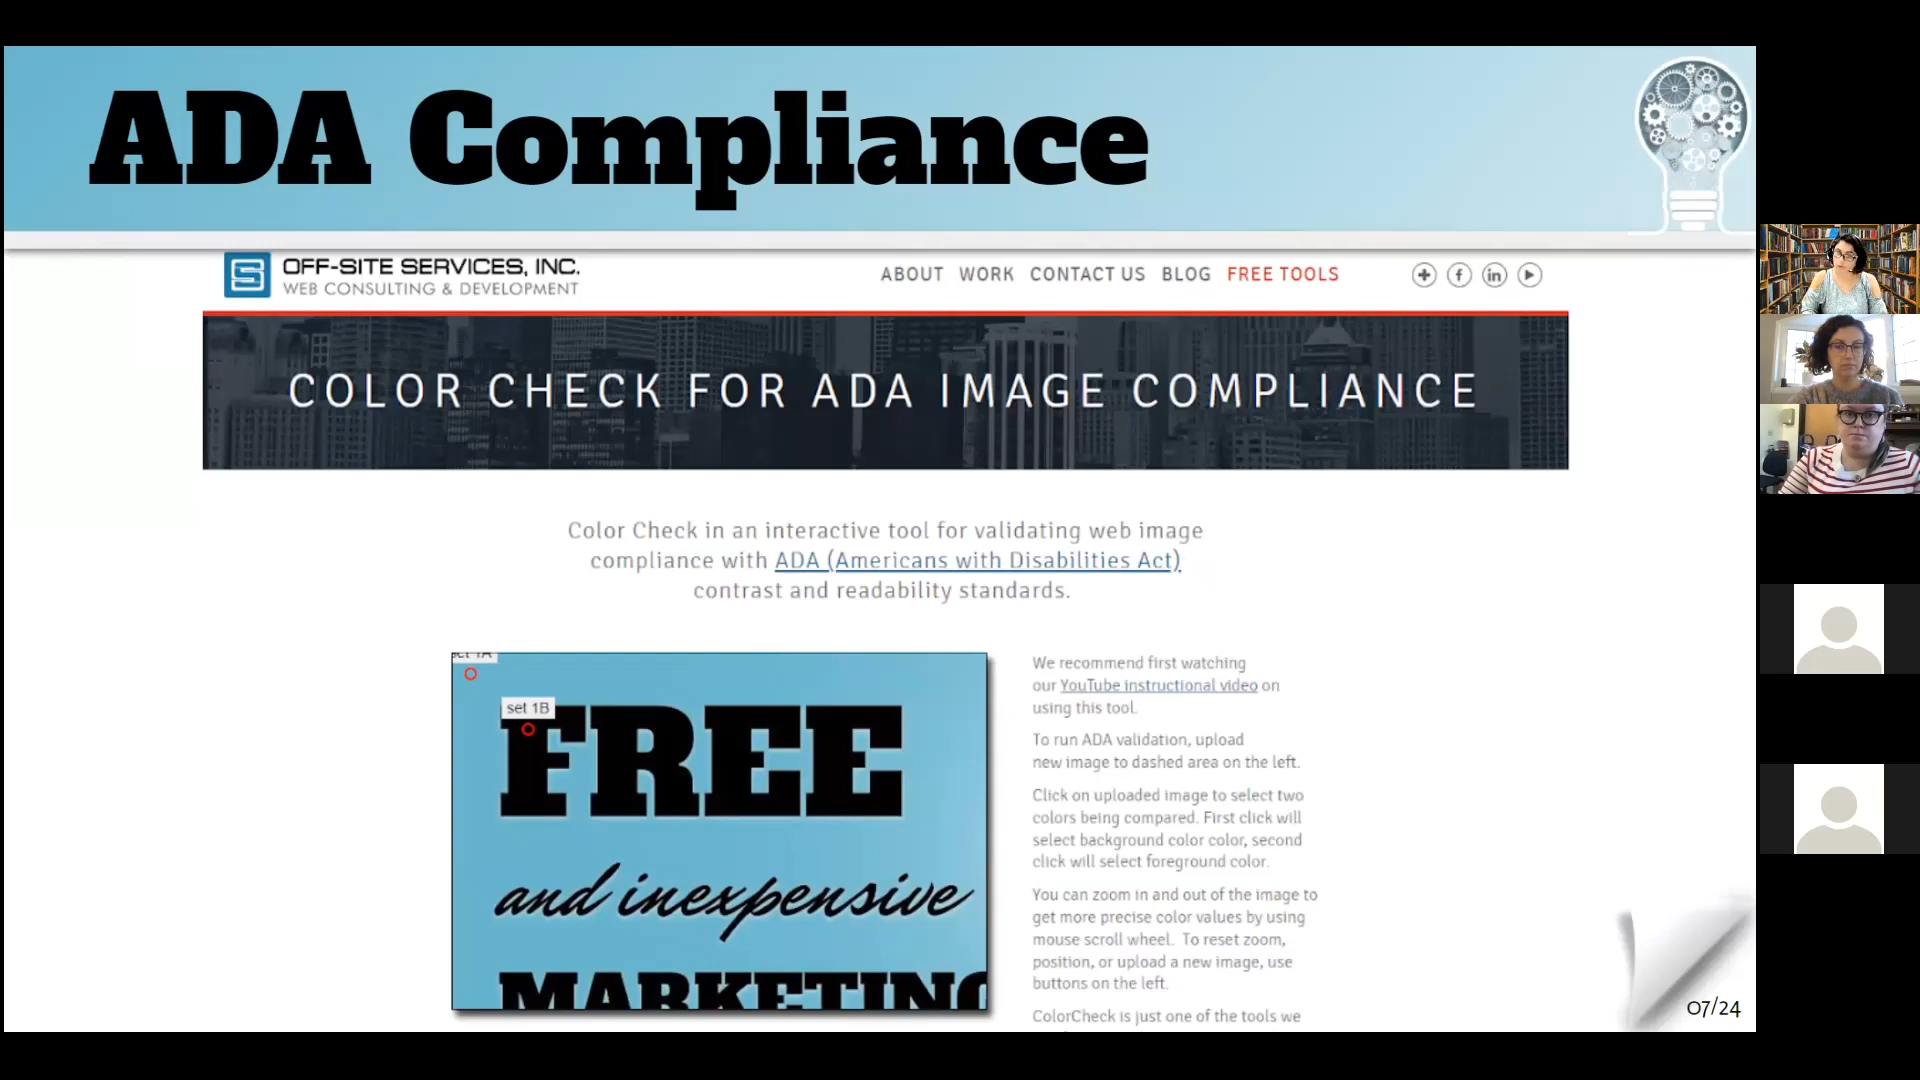 ADA Compliance
OFF-SITE SERVICES, INC.
WEB CONSULTING & DEVELOPMENT
ABOUT WORK CONTACT US BLOG FREE TOOLS
COLOR CHECK FOR ADA IMAGE COMPLIANCE
Color Check in an interactive tool for validating web image
compliance with ADA (Americans with Disabilities Act)
contrast and readability standards.
set 1A
set 1B
FREE
and inexpensive
MARKETING
We recommend first watching
our YouTube instructional video on
using this tool.
To run ADA validation, upload
new image to dashed area on the left.
Click on uploaded image to select two
colors being compared. First click will
select background color color, second
click will select foreground color.
You can zoom in and out of the image to
get more precise color values by using
mouse scroll wheel. To reset zoom,
position, or upload a new image, use
buttons on the left.
ColorCheck is just one of the tools we
07/24